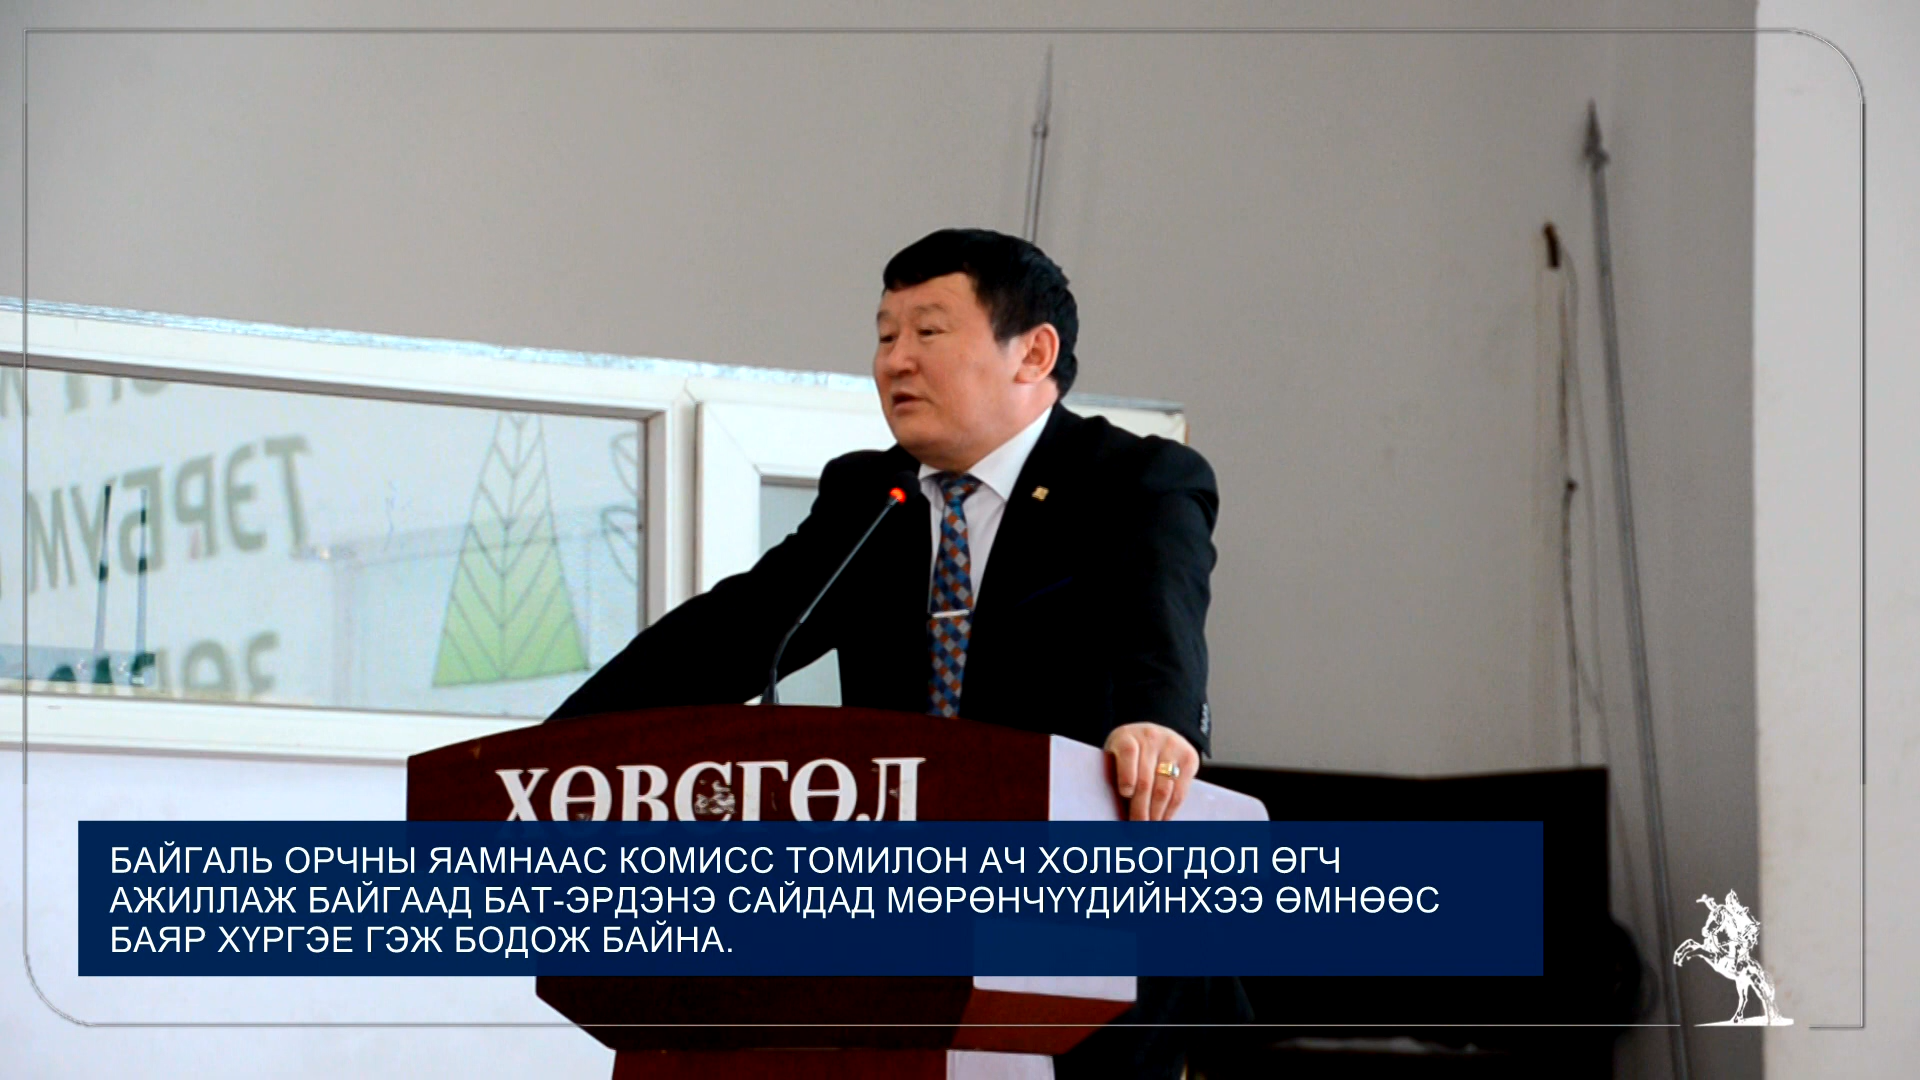 ТЭРБУМ
ХӨВСГӨЛ
БАЙГАЛЬ ОРЧНЫ ЯАМНААС КОМИСС ТОМИЛОН АЧ ХОЛБОГДОЛ ӨГЧ
АЖИЛЛАЖ БАЙГААД БАТ-ЭРДЭНЭ САЙДАД МӨРӨНЧҮҮДИЙНХЭЭ ӨМНӨӨС
БАЯР ХҮРГЭЕ ГЭЖ БОДОЖ БАЙНА.